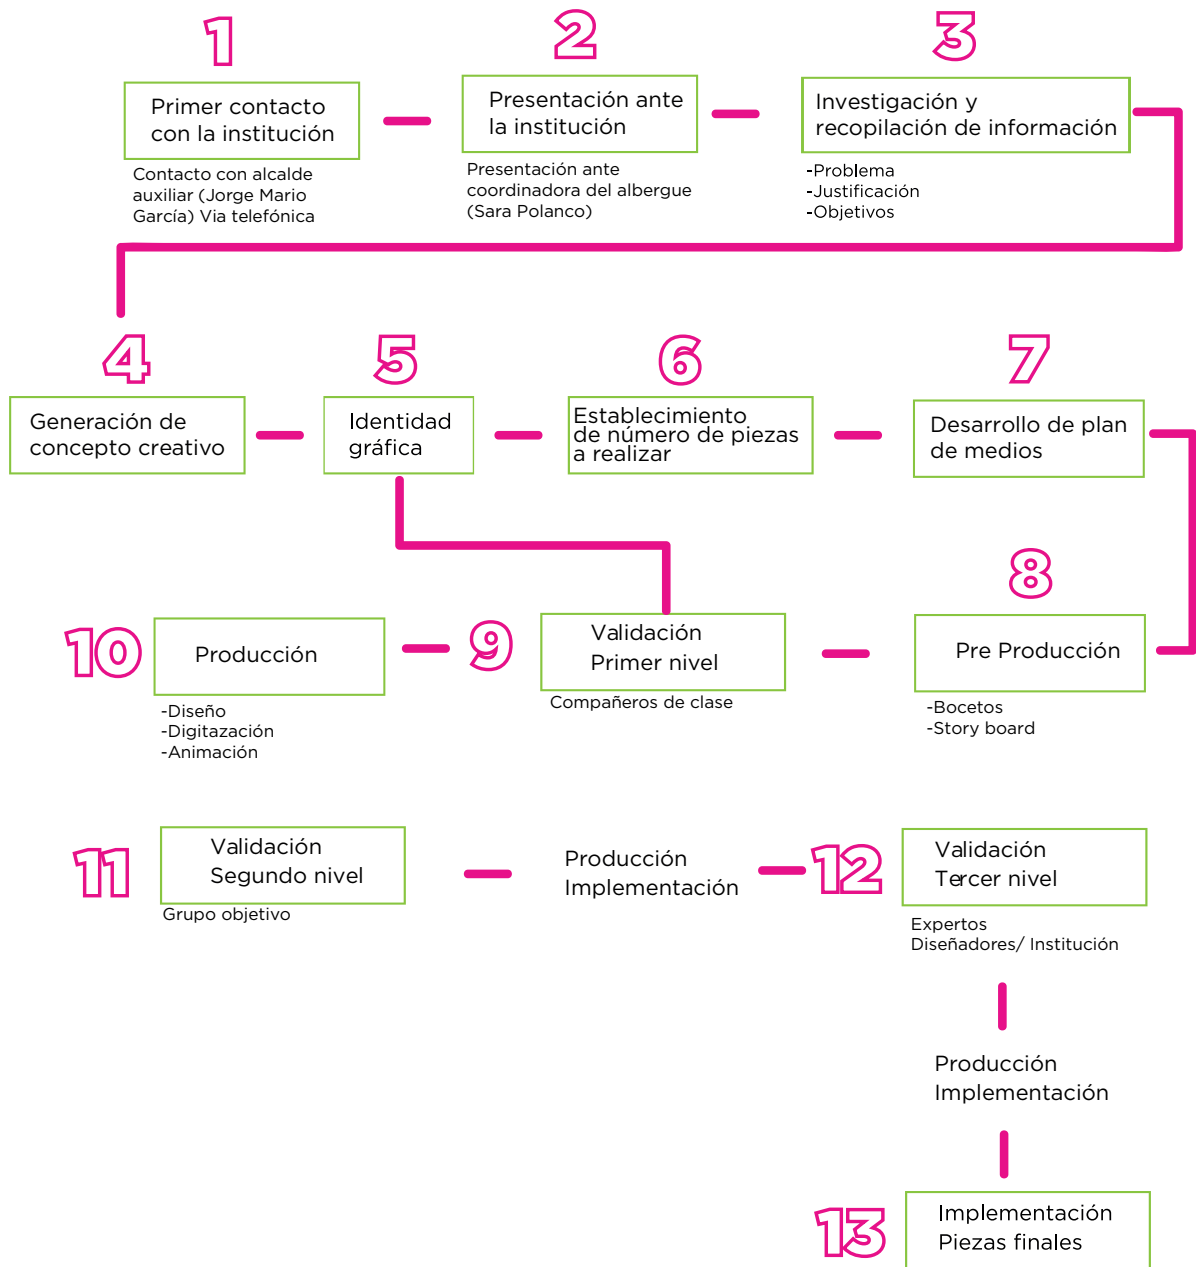 1
Primer contacto
con la institución
Contacto con alcalde
auxiliar (Jorge Mario
García) Via telefónica
2
Presentación ante
la institución
Presentación ante
coordinadora del albergue
(Sara Polanco)
3
Investigación y
recopilación de información
-Problema
-Justificación
-Objetivos
4
Generación de
concepto creativo
5
Identidad
gráfica
6
Establecimiento
de número de piezas
a realizar
7
Desarrollo de plan
de medios
8
Pre Producción
-Bocetos
-Story board
9
Validación
Primer nivel
Compañeros de clase
10
Producción
-Diseño
-Digitazación
-Animación
11
Validación
Segundo nivel
Grupo objetivo
Producción
Implementación
12
Validación
Tercer nivel
Expertos
Diseñadores/ Institución
Producción
Implementación
13
Implementación
Piezas finales